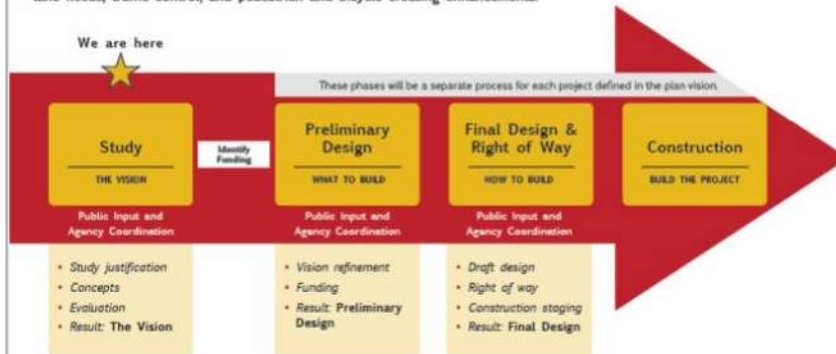 We are here
These phases will be a separate process for each project defined in the plan vision.
Study
THE VISION
Identify
Funding
Preliminary
Design
WHAT TO BUILD
Final Design &
Right of Way
HOW TO BUILD
Construction
BUILD THE PROJECT
Public Input and
Agency Coordination
Public Input and
Agency Coordination
Public Input and
Agency Coordination
• Study justification
• Concepts
• Evaluation
• Result: The Vision
• Vision refinement
• Funding
• Result: Preliminary
Design
• Draft design
• Right of way
• Construction staging
• Result: Final Design